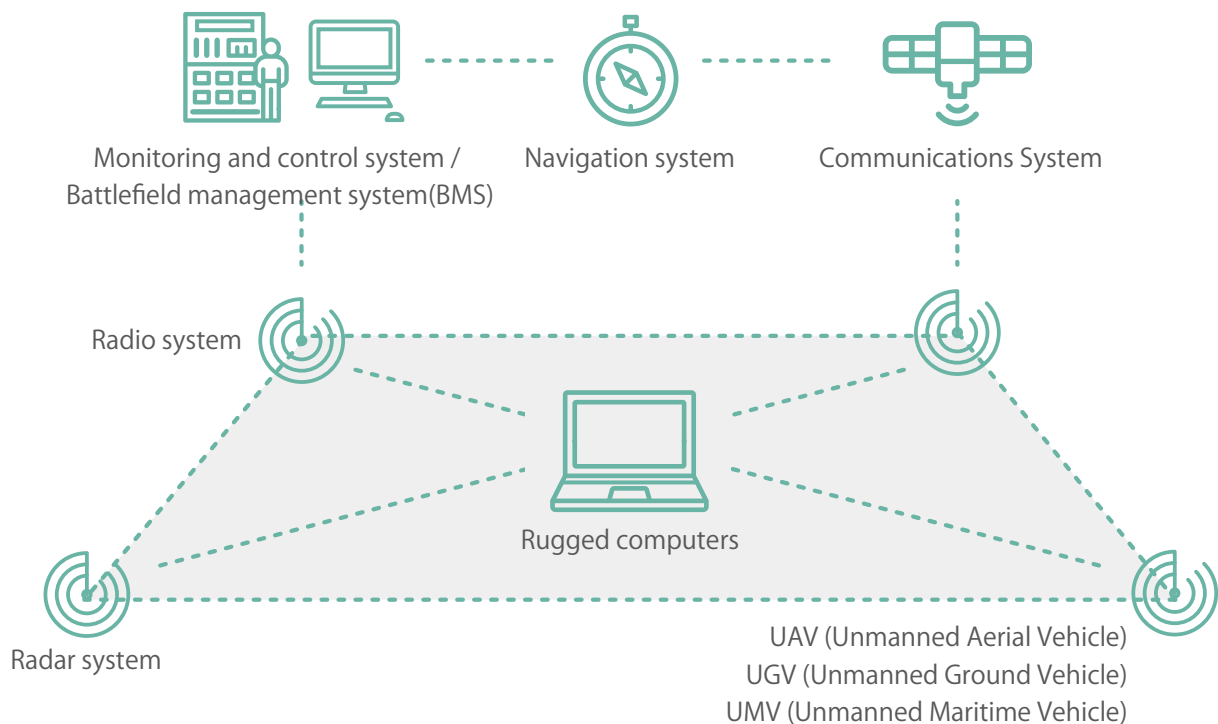 Monitoring and control system /
Battlefield management system(BMS)
Navigation system
Communications System
Radio system
Rugged computers
Radar system
UAV (Unmanned Aerial Vehicle)
UGV (Unmanned Ground Vehicle)
UMV (Unmanned Maritime Vehicle)